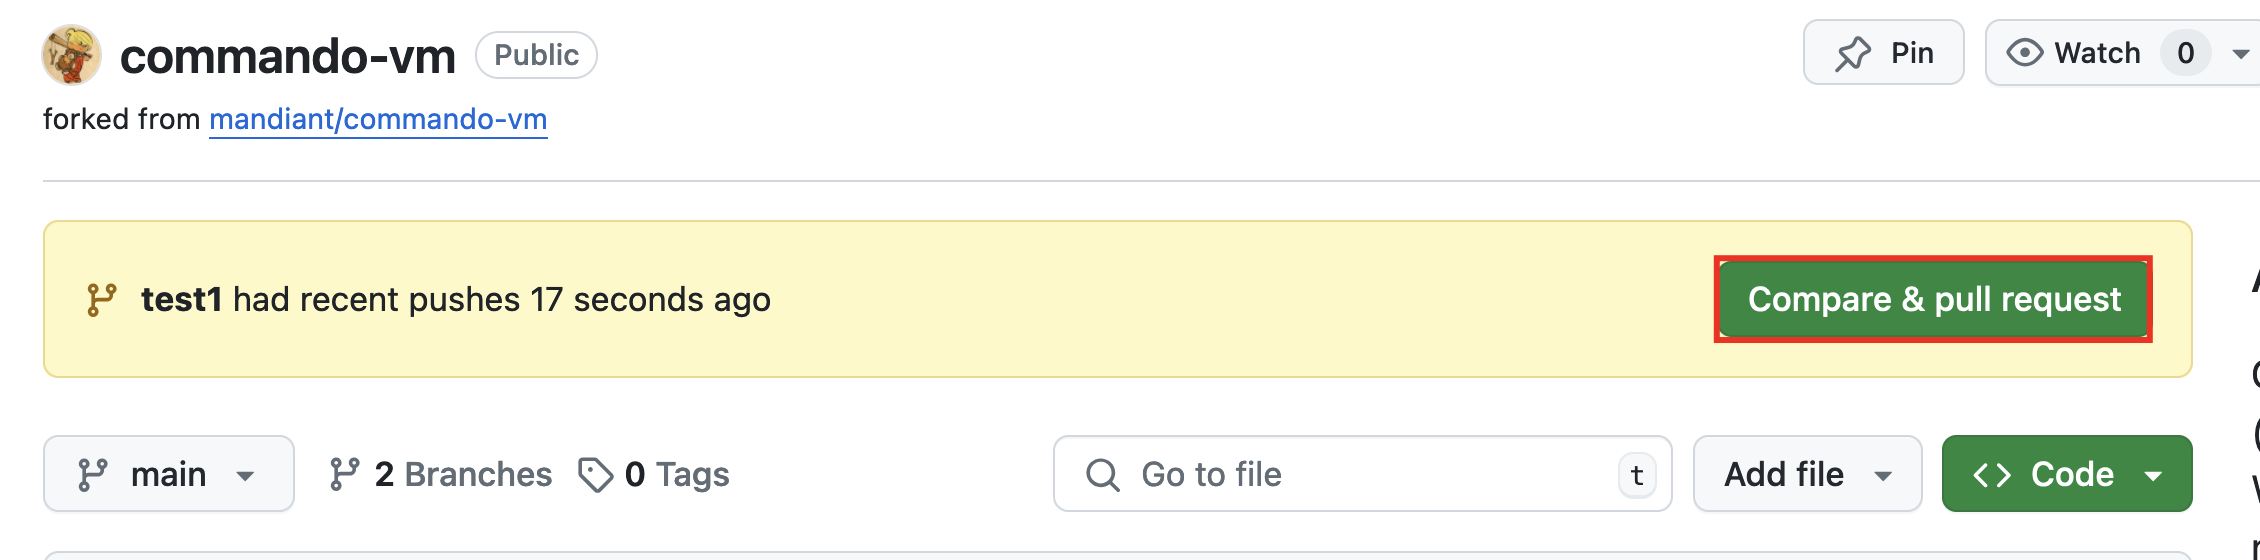 commando-vm Public Pin Watch 0
forked from mandiant/commando-vm
test1 had recent pushes 17 seconds ago Compare & pull request
main 2 Branches 0 Tags Go to file t Add file Code